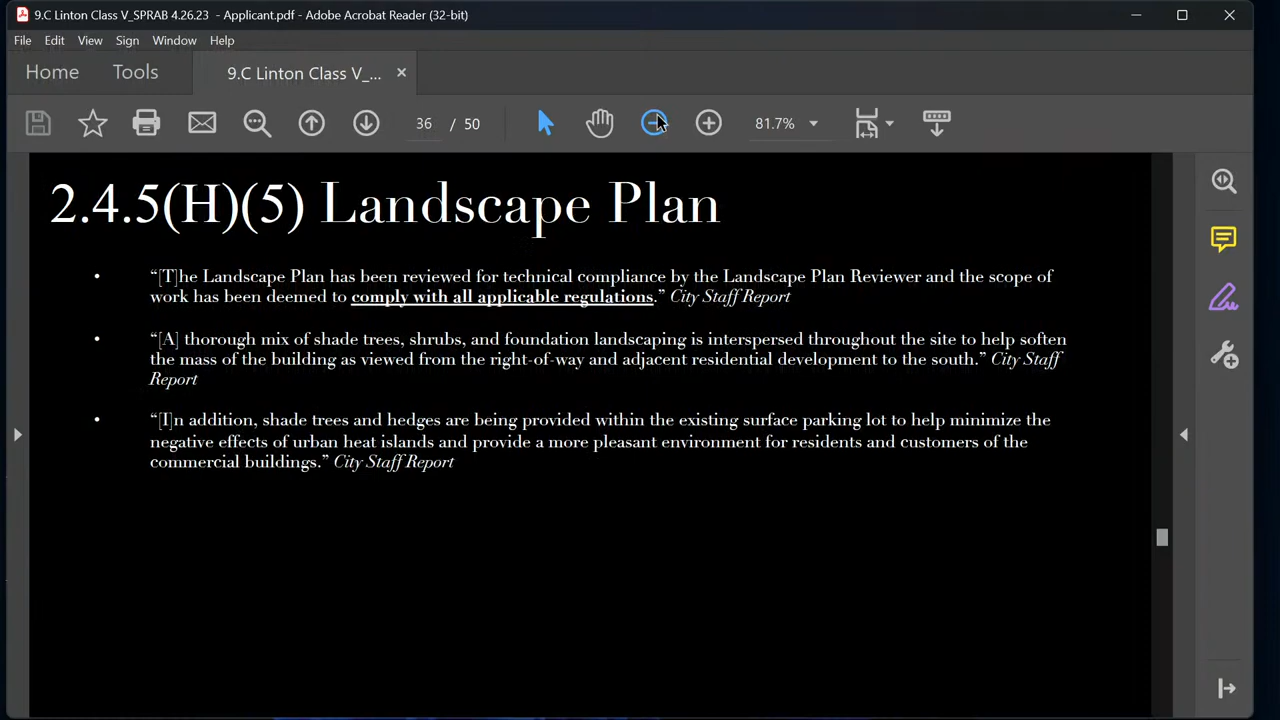 9.C Linton Class V_SPRAB 4.26.23 - Applicant.pdf - Adobe Acrobat Reader (32-bit)
File Edit View Sign Window Help
Home Tools 9.C Linton Class V_... ×
36 / 50 81.7%
2.4.5(H)(5) Landscape Plan
• “[T]he Landscape Plan has been reviewed for technical compliance by the Landscape Plan Reviewer and the scope of
work has been deemed to comply with all applicable regulations.” City Staff Report
• “[A] thorough mix of shade trees, shrubs, and foundation landscaping is interspersed throughout the site to help soften
the mass of the building as viewed from the right-of-way and adjacent residential development to the south.” City Staff
Report
• “[I]n addition, shade trees and hedges are being provided within the existing surface parking lot to help minimize the
negative effects of urban heat islands and provide a more pleasant environment for residents and customers of the
commercial buildings.” City Staff Report